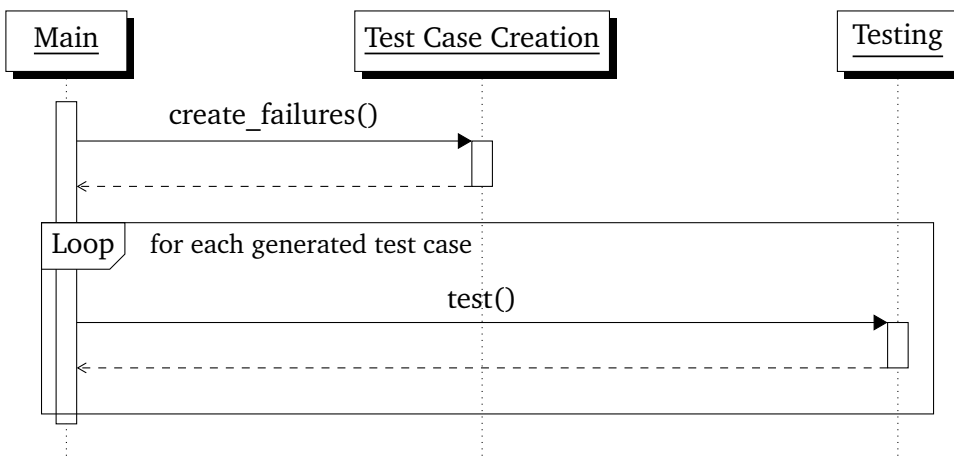 Main
Test Case Creation
Testing
create_failures()
Loop
for each generated test case
test()